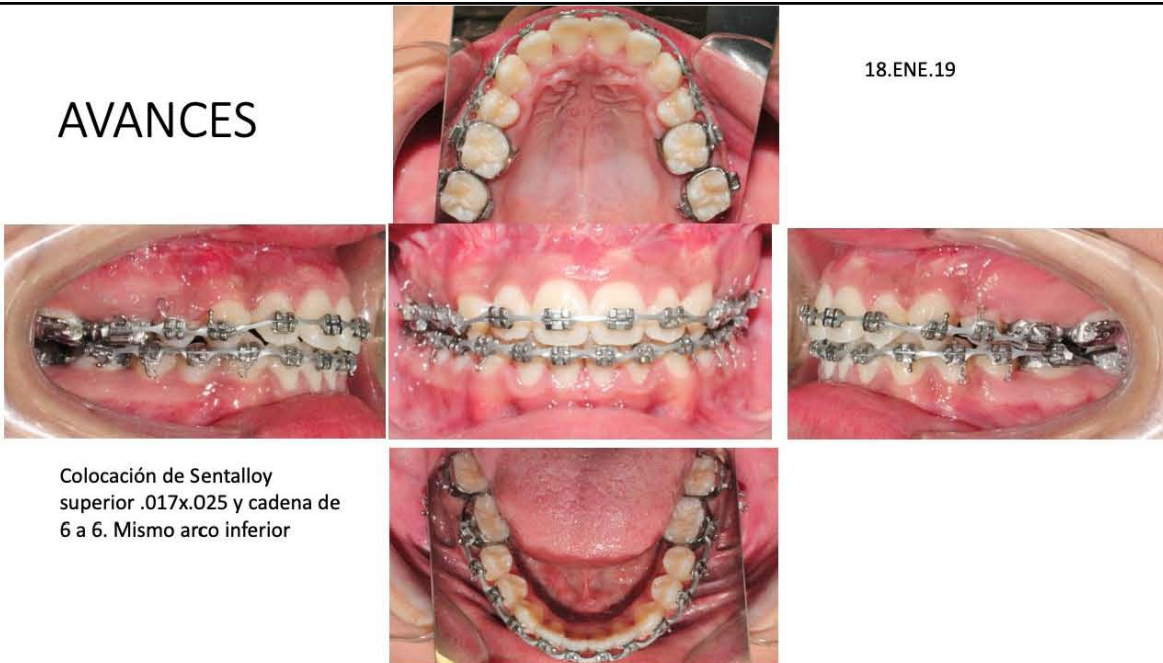 AVANCES
18.ENE.19
Colocación de Sentalloy
superior .017x.025 y cadena de
6 a 6. Mismo arco inferior